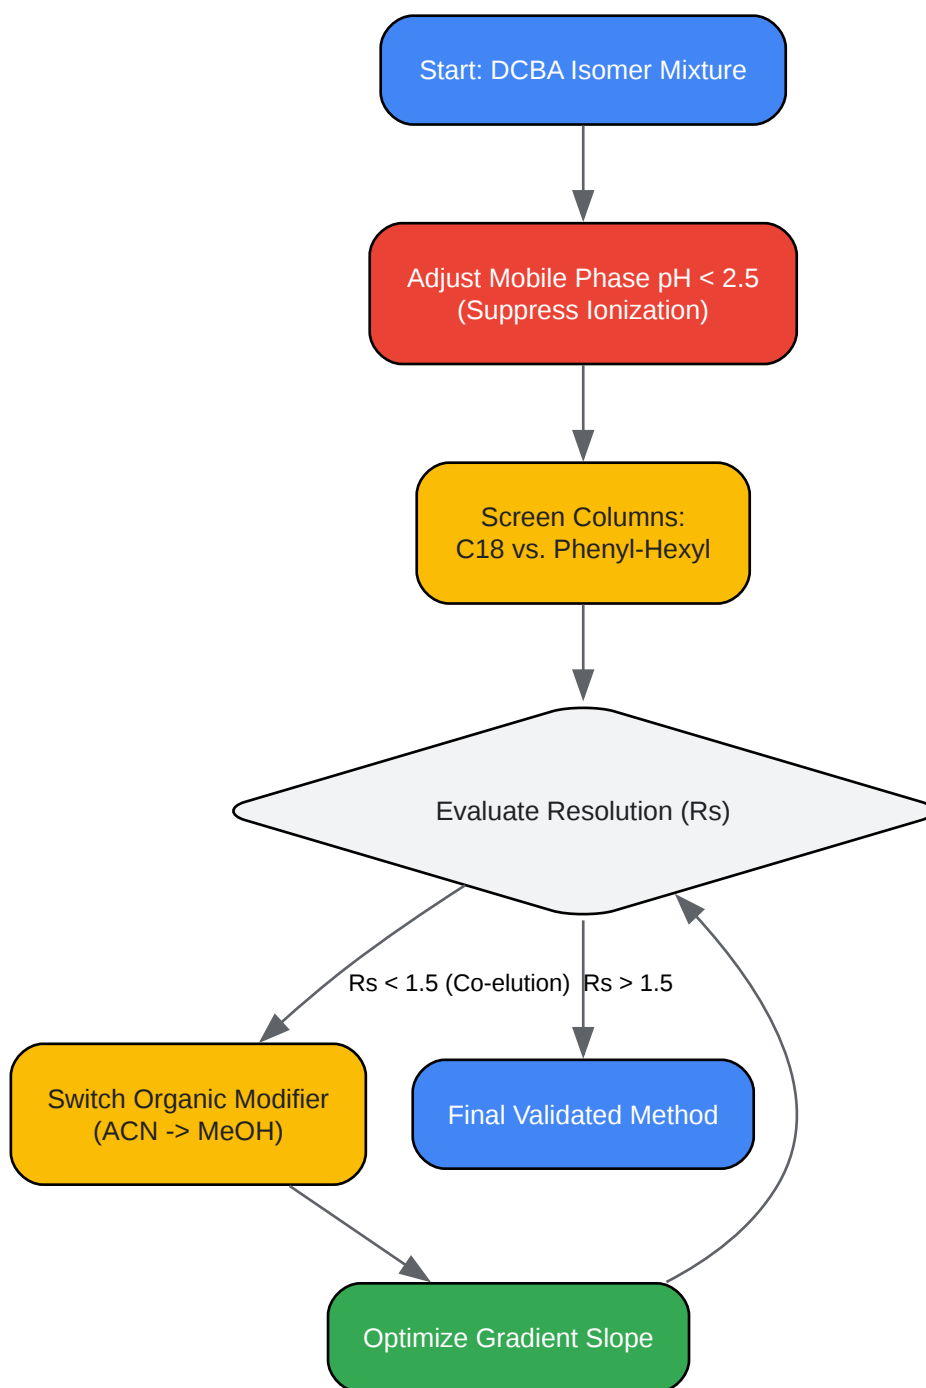 Start: DCBA Isomer Mixture
Adjust Mobile Phase pH < 2.5
(Suppress Ionization)
Screen Columns:
C18 vs. Phenyl-Hexyl
Evaluate Resolution (Rs)
Rs < 1.5 (Co-elution)
Rs > 1.5
Switch Organic Modifier
(ACN -> MeOH)
Final Validated Method
Optimize Gradient Slope